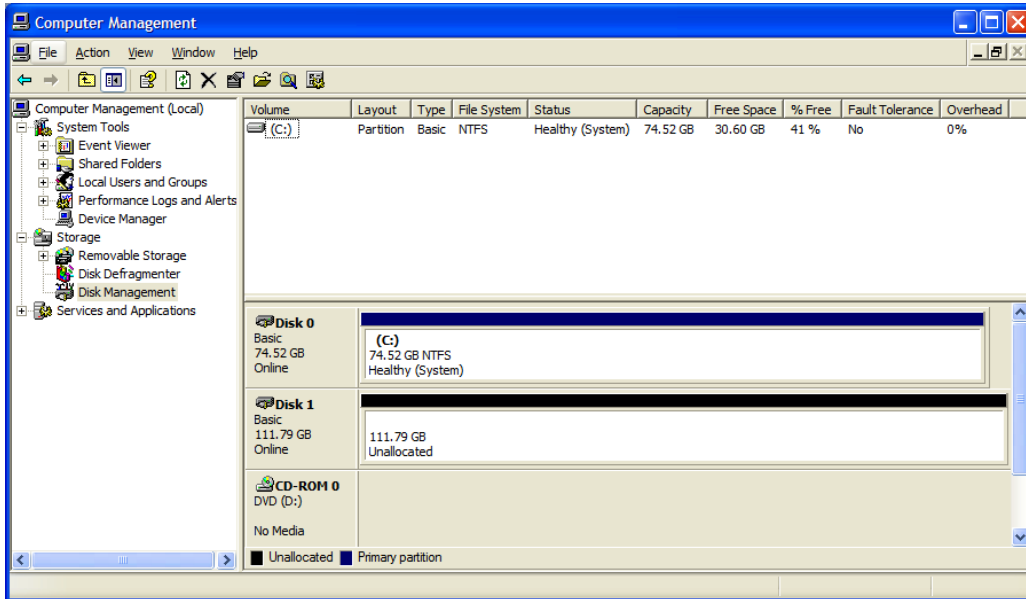 Computer Management
File Action View Window Help
Computer Management (Local)
System Tools
Event Viewer
Shared Folders
Local Users and Groups
Performance Logs and Alerts
Device Manager
Storage
Removable Storage
Disk Defragmenter
Disk Management
Services and Applications
Volume Layout Type File System Status Capacity Free Space % Free Fault Tolerance Overhead
(C:) Partition Basic NTFS Healthy (System) 74.52 GB 30.60 GB 41 % No 0%
Disk 0
Basic
74.52 GB
Online
(C:)
74.52 GB NTFS
Healthy (System)
Disk 1
Basic
111.79 GB
Online
111.79 GB
Unallocated
CD-ROM 0
DVD (D:)
No Media
Unallocated Primary partition